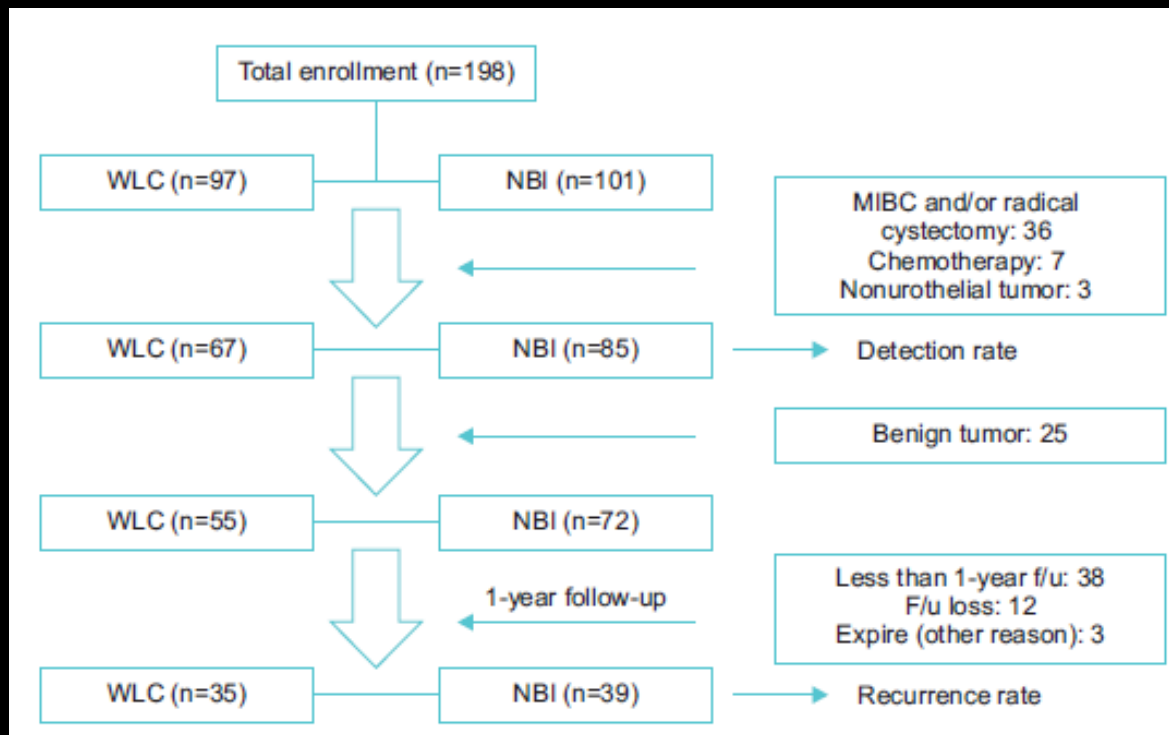 Total enrollment (n=198)
WLC (n=97)
NBI (n=101)
MIBC and/or radical
cystectomy: 36
Chemotherapy: 7
Nonurothelial tumor: 3
WLC (n=67)
NBI (n=85)
Detection rate
Benign tumor: 25
WLC (n=55)
NBI (n=72)
1-year follow-up
Less than 1-year f/u: 38
F/u loss: 12
Expire (other reason): 3
WLC (n=35)
NBI (n=39)
Recurrence rate